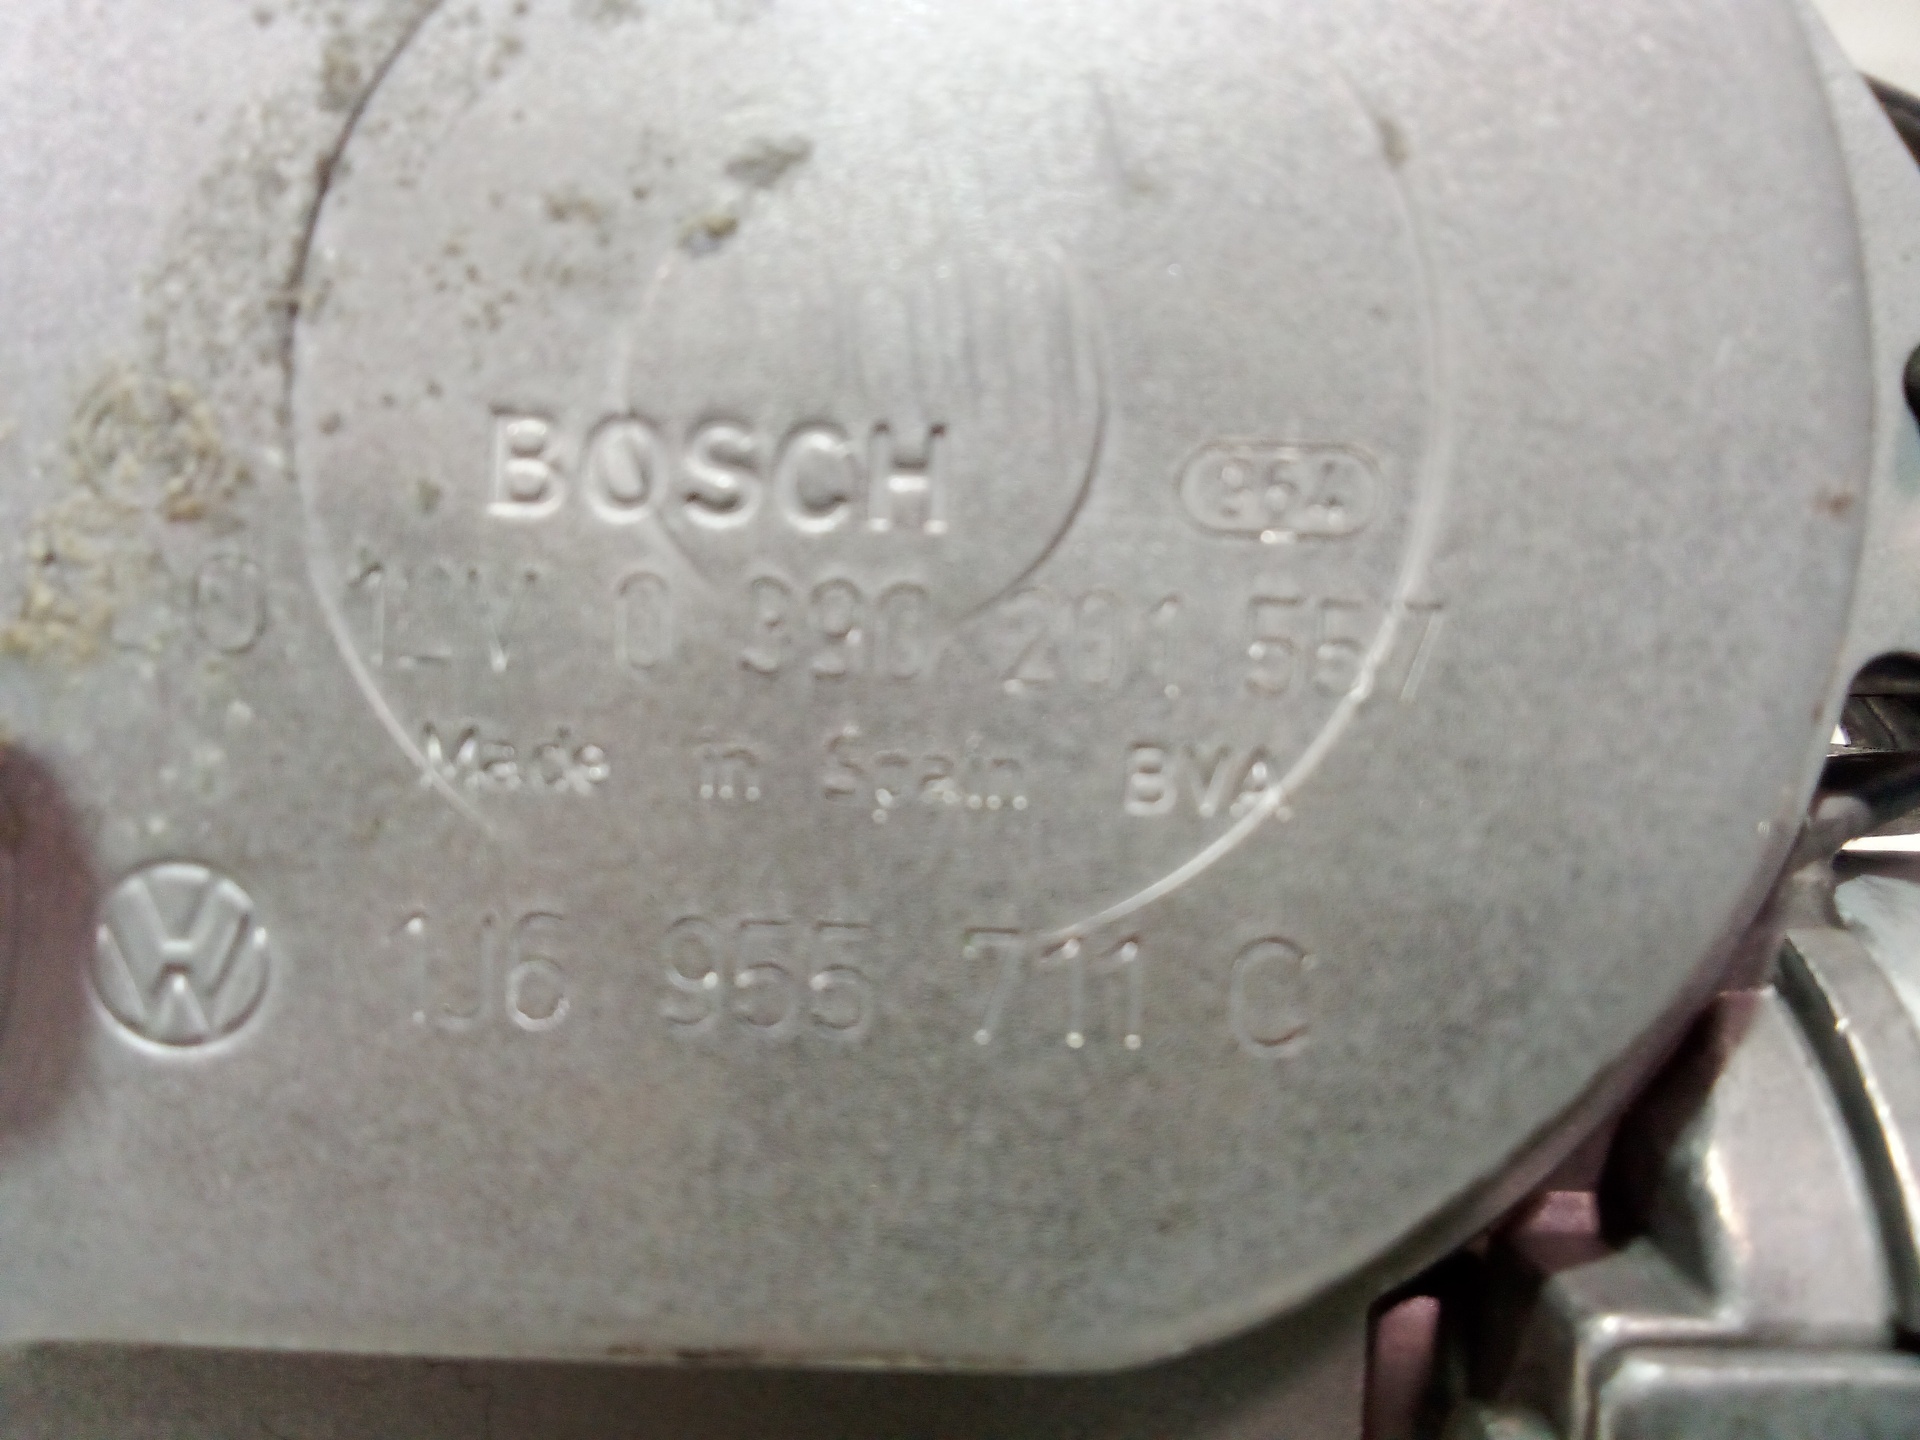 BOSCH
12V 0 390 201 557
Made in Spain BVA.
1J6 955 711 C